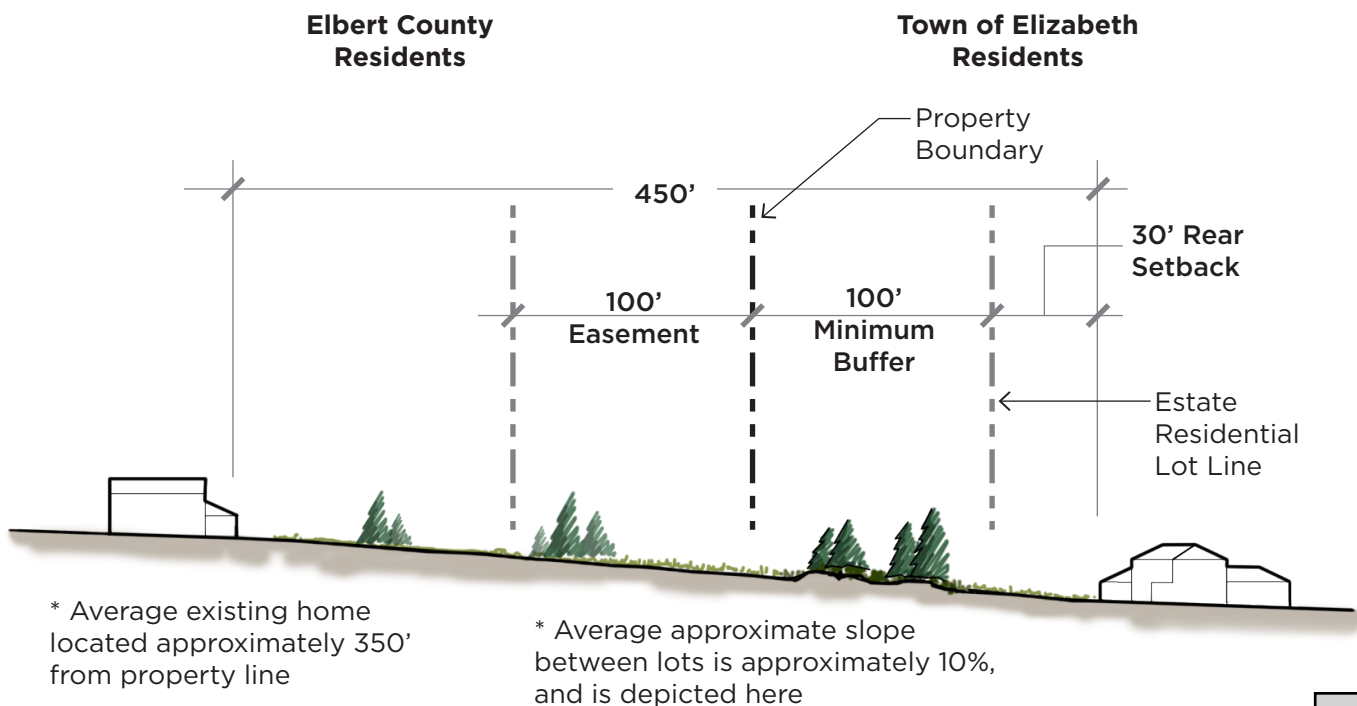 Elbert County
Residents
Town of Elizabeth
Residents
Property
Boundary
450’
30’ Rear
Setback
100’
Easement
100’
Minimum
Buffer
Estate
Residential
Lot Line
* Average existing home
located approximately 350’
from property line
* Average approximate slope
between lots is approximately 10%,
and is depicted here